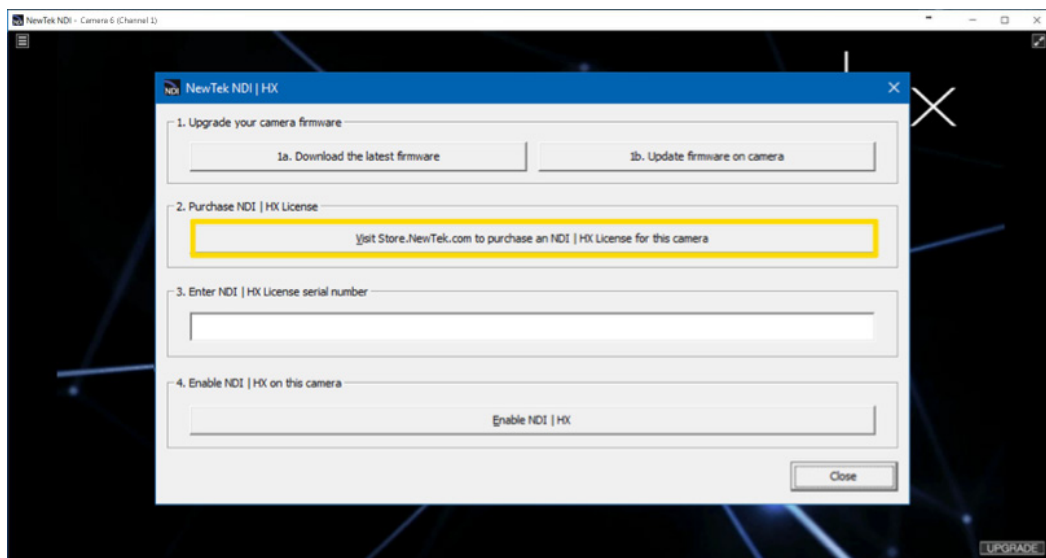 NewTek NDI - Camera 6 (Channel 1)
NDI NewTek NDI | HX
1. Upgrade your camera firmware
1a. Download the latest firmware
1b. Update firmware on camera
2. Purchase NDI | HX License
Visit Store.NewTek.com to purchase an NDI | HX License for this camera
3. Enter NDI | HX License serial number
4. Enable NDI | HX on this camera
Enable NDI | HX
Close
UPGRADE